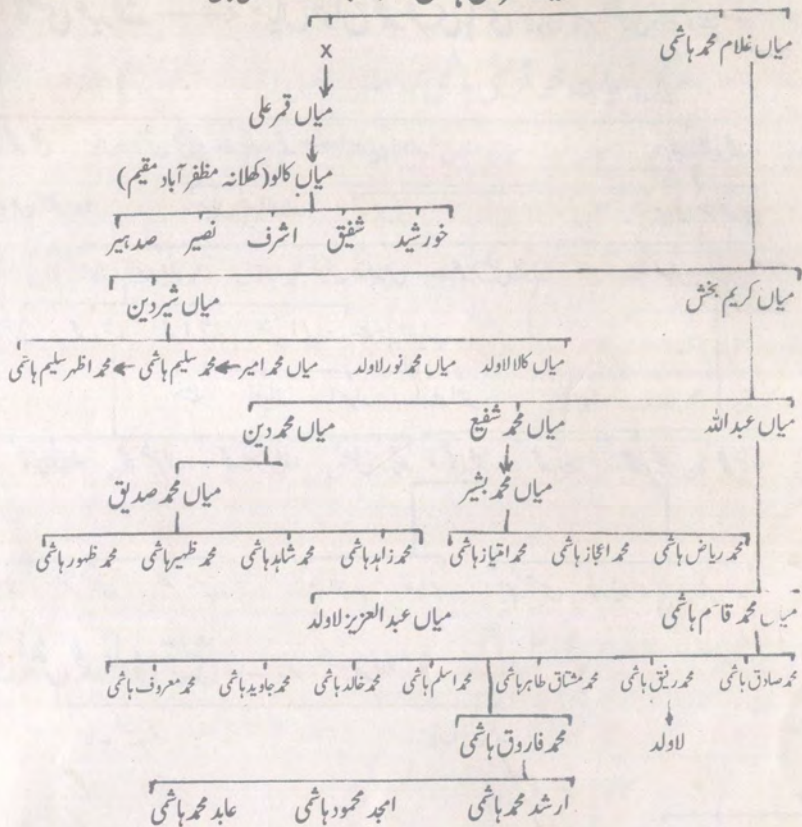 میاں غلام محمد ہاشمی
x
میاں قمر علی
میاں کالو (کھلانہ مظفر آباد مقیم)
خورشید شفیق اشرف نصیر صدہیر
میاں کریم بخش میاں شیر دین
میاں کالا لاولد میاں محمد نور لاولد میاں محمد امیر محمد سلیم ہاشمی محمد اظہر سلیم ہاشمی
میاں عبداللہ میاں محمد شفیع میاں محمد دین
میاں محمد بشیر میاں محمد صدیق
محمد ریاض ہاشمی محمد اعجاز ہاشمی محمد امتیاز ہاشمی محمد زاہد ہاشمی محمد شاہد ہاشمی محمد ظہیر ہاشمی محمد ظہور ہاشمی
میاں محمد قاسم ہاشمی میاں عبدالعزیز لاولد
محمد صادق ہاشمی محمد رفیق ہاشمی محمد مشتاق طاہر ہاشمی محمد اسلم ہاشمی محمد خالد ہاشمی محمد جاوید ہاشمی محمد معروف ہاشمی
لاولد محمد فاروق ہاشمی
ارشد محمد ہاشمی امجد محمود ہاشمی عابد محمد ہاشمی